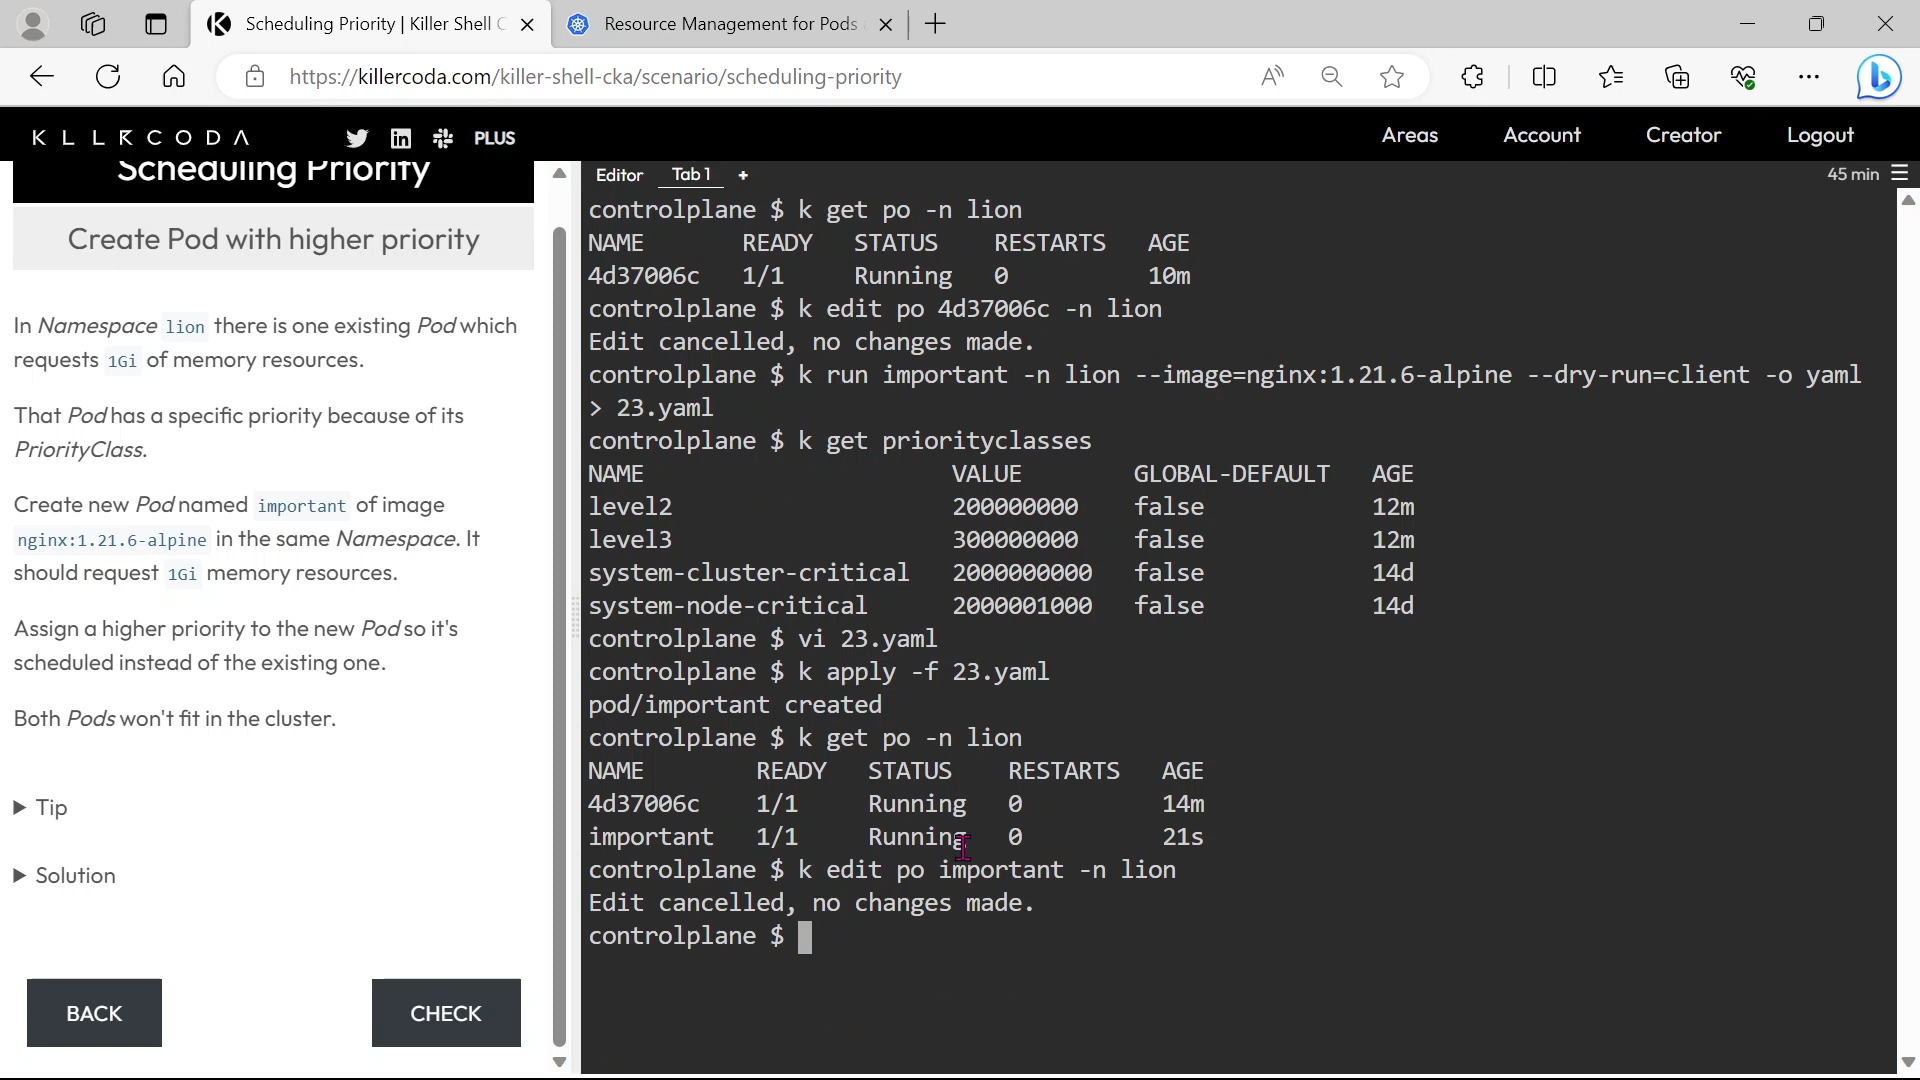 Scheduling Priority | Killer Shell C
Resource Management for Pods
https://killercoda.com/killer-shell-cka/scenario/scheduling-priority
KLLRCODA
PLUS
Areas
Account
Creator
Logout
Scheduling Priority
Create Pod with higher priority
In Namespace lion there is one existing Pod which
requests 1Gi of memory resources.
That Pod has a specific priority because of its
PriorityClass.
Create new Pod named important of image
nginx:1.21.6-alpine in the same Namespace. It
should request 1Gi memory resources.
Assign a higher priority to the new Pod so it's
scheduled instead of the existing one.
Both Pods won't fit in the cluster.
Tip
Solution
BACK
CHECK
Editor Tab 1 +
45 min
controlplane $ k get po -n lion
NAME READY STATUS RESTARTS AGE
4d37006c 1/1 Running 0 10m
controlplane $ k edit po 4d37006c -n lion
Edit cancelled, no changes made.
controlplane $ k run important -n lion --image=nginx:1.21.6-alpine --dry-run=client -o yaml
> 23.yaml
controlplane $ k get priorityclasses
NAME VALUE GLOBAL-DEFAULT AGE
level2 200000000 false 12m
level3 300000000 false 12m
system-cluster-critical 2000000000 false 14d
system-node-critical 2000001000 false 14d
controlplane $ vi 23.yaml
controlplane $ k apply -f 23.yaml
pod/important created
controlplane $ k get po -n lion
NAME READY STATUS RESTARTS AGE
4d37006c 1/1 Running 0 14m
important 1/1 Running 0 21s
controlplane $ k edit po important -n lion
Edit cancelled, no changes made.
controlplane $